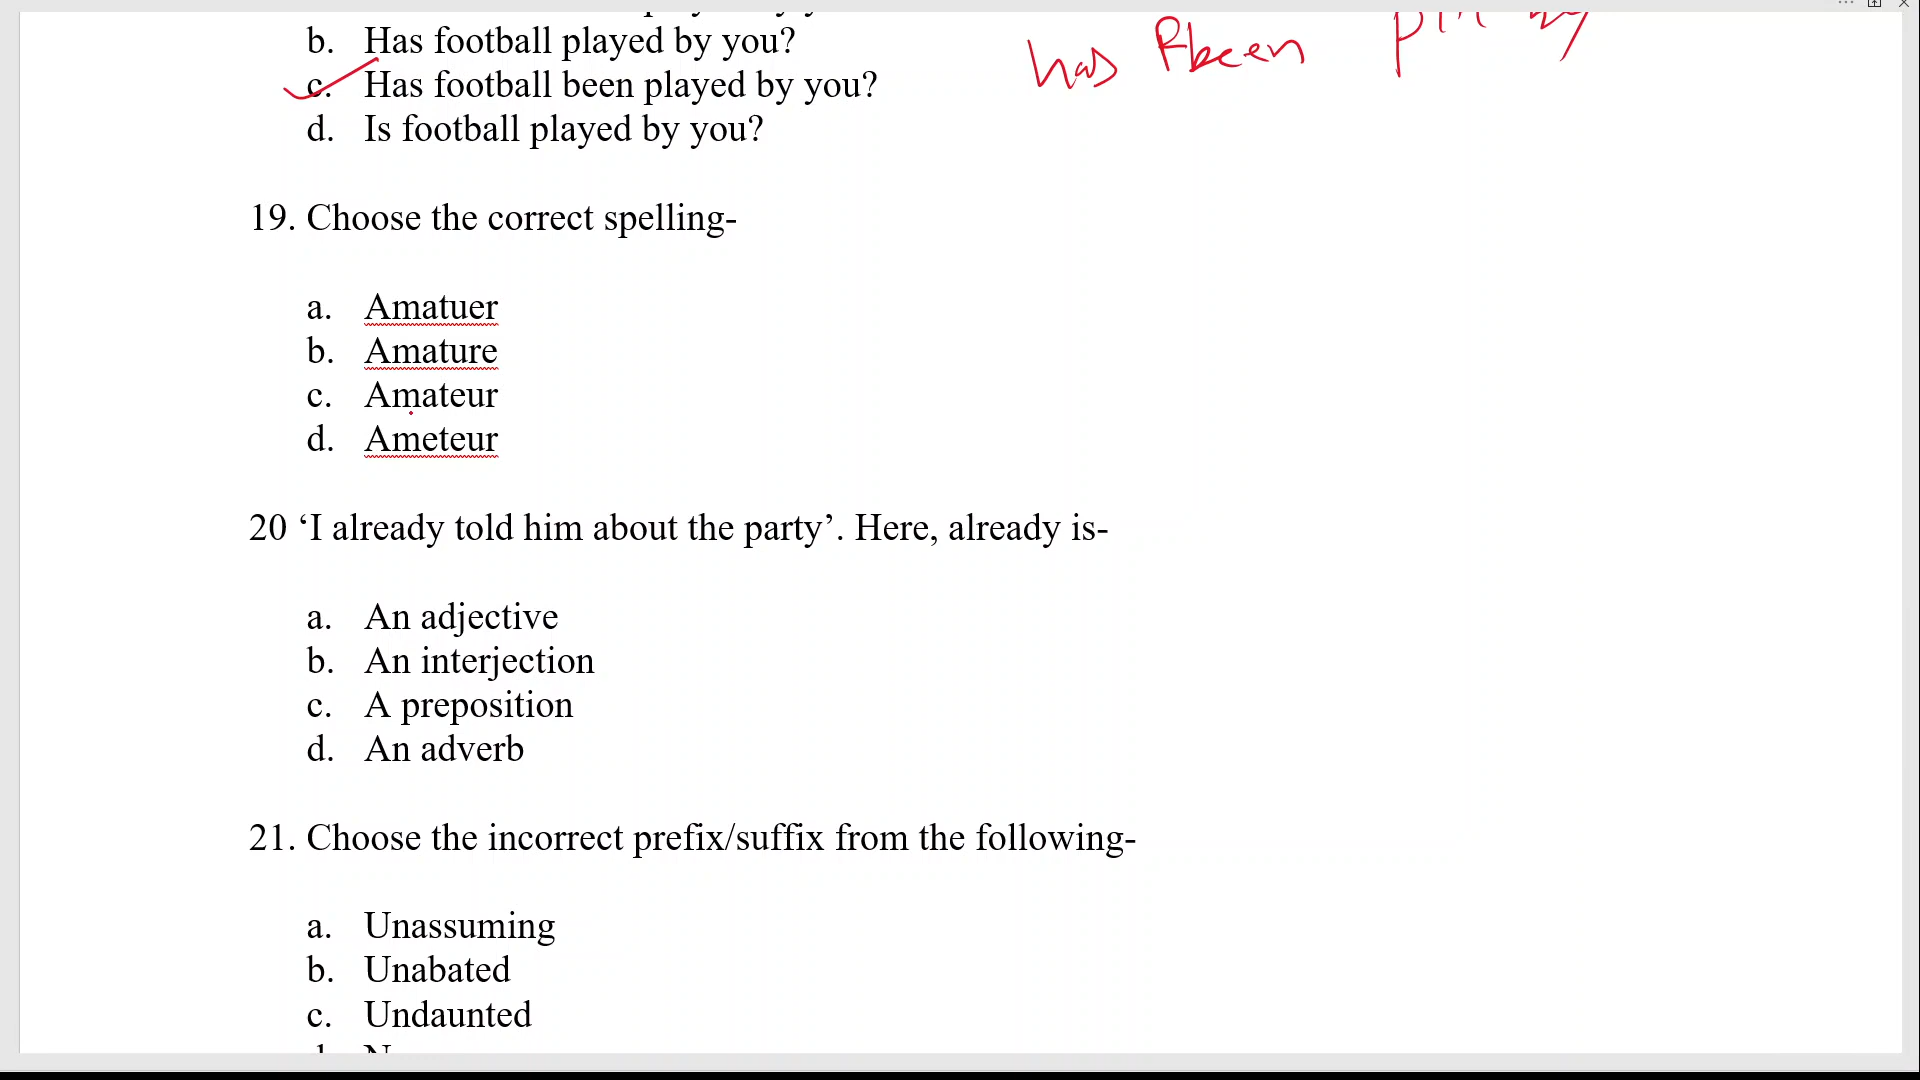 b. Has football played by you?
c. Has football been played by you?
d. Is football played by you?
has been
19. Choose the correct spelling-
a. Amatuer
b. Amature
c. Amateur
d. Ameteur
20 ‘I already told him about the party’. Here, already is-
a. An adjective
b. An interjection
c. A preposition
d. An adverb
21. Choose the incorrect prefix/suffix from the following-
a. Unassuming
b. Unabated
c. Undaunted